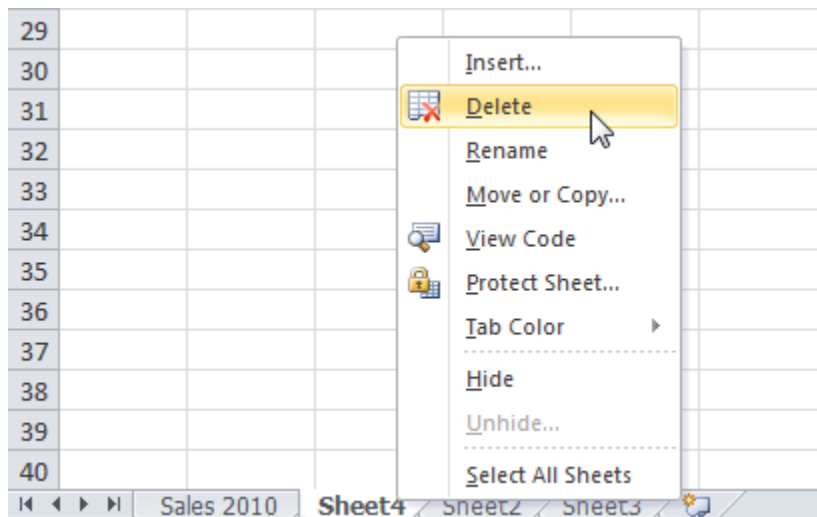 29
30
31
32
33
34
35
36
37
38
39
40
Insert...
Delete
Rename
Move or Copy...
View Code
Protect Sheet...
Tab Color
Hide
Unhide...
Select All Sheets
Sales 2010 Sheet4 Sheet2 Sheet3